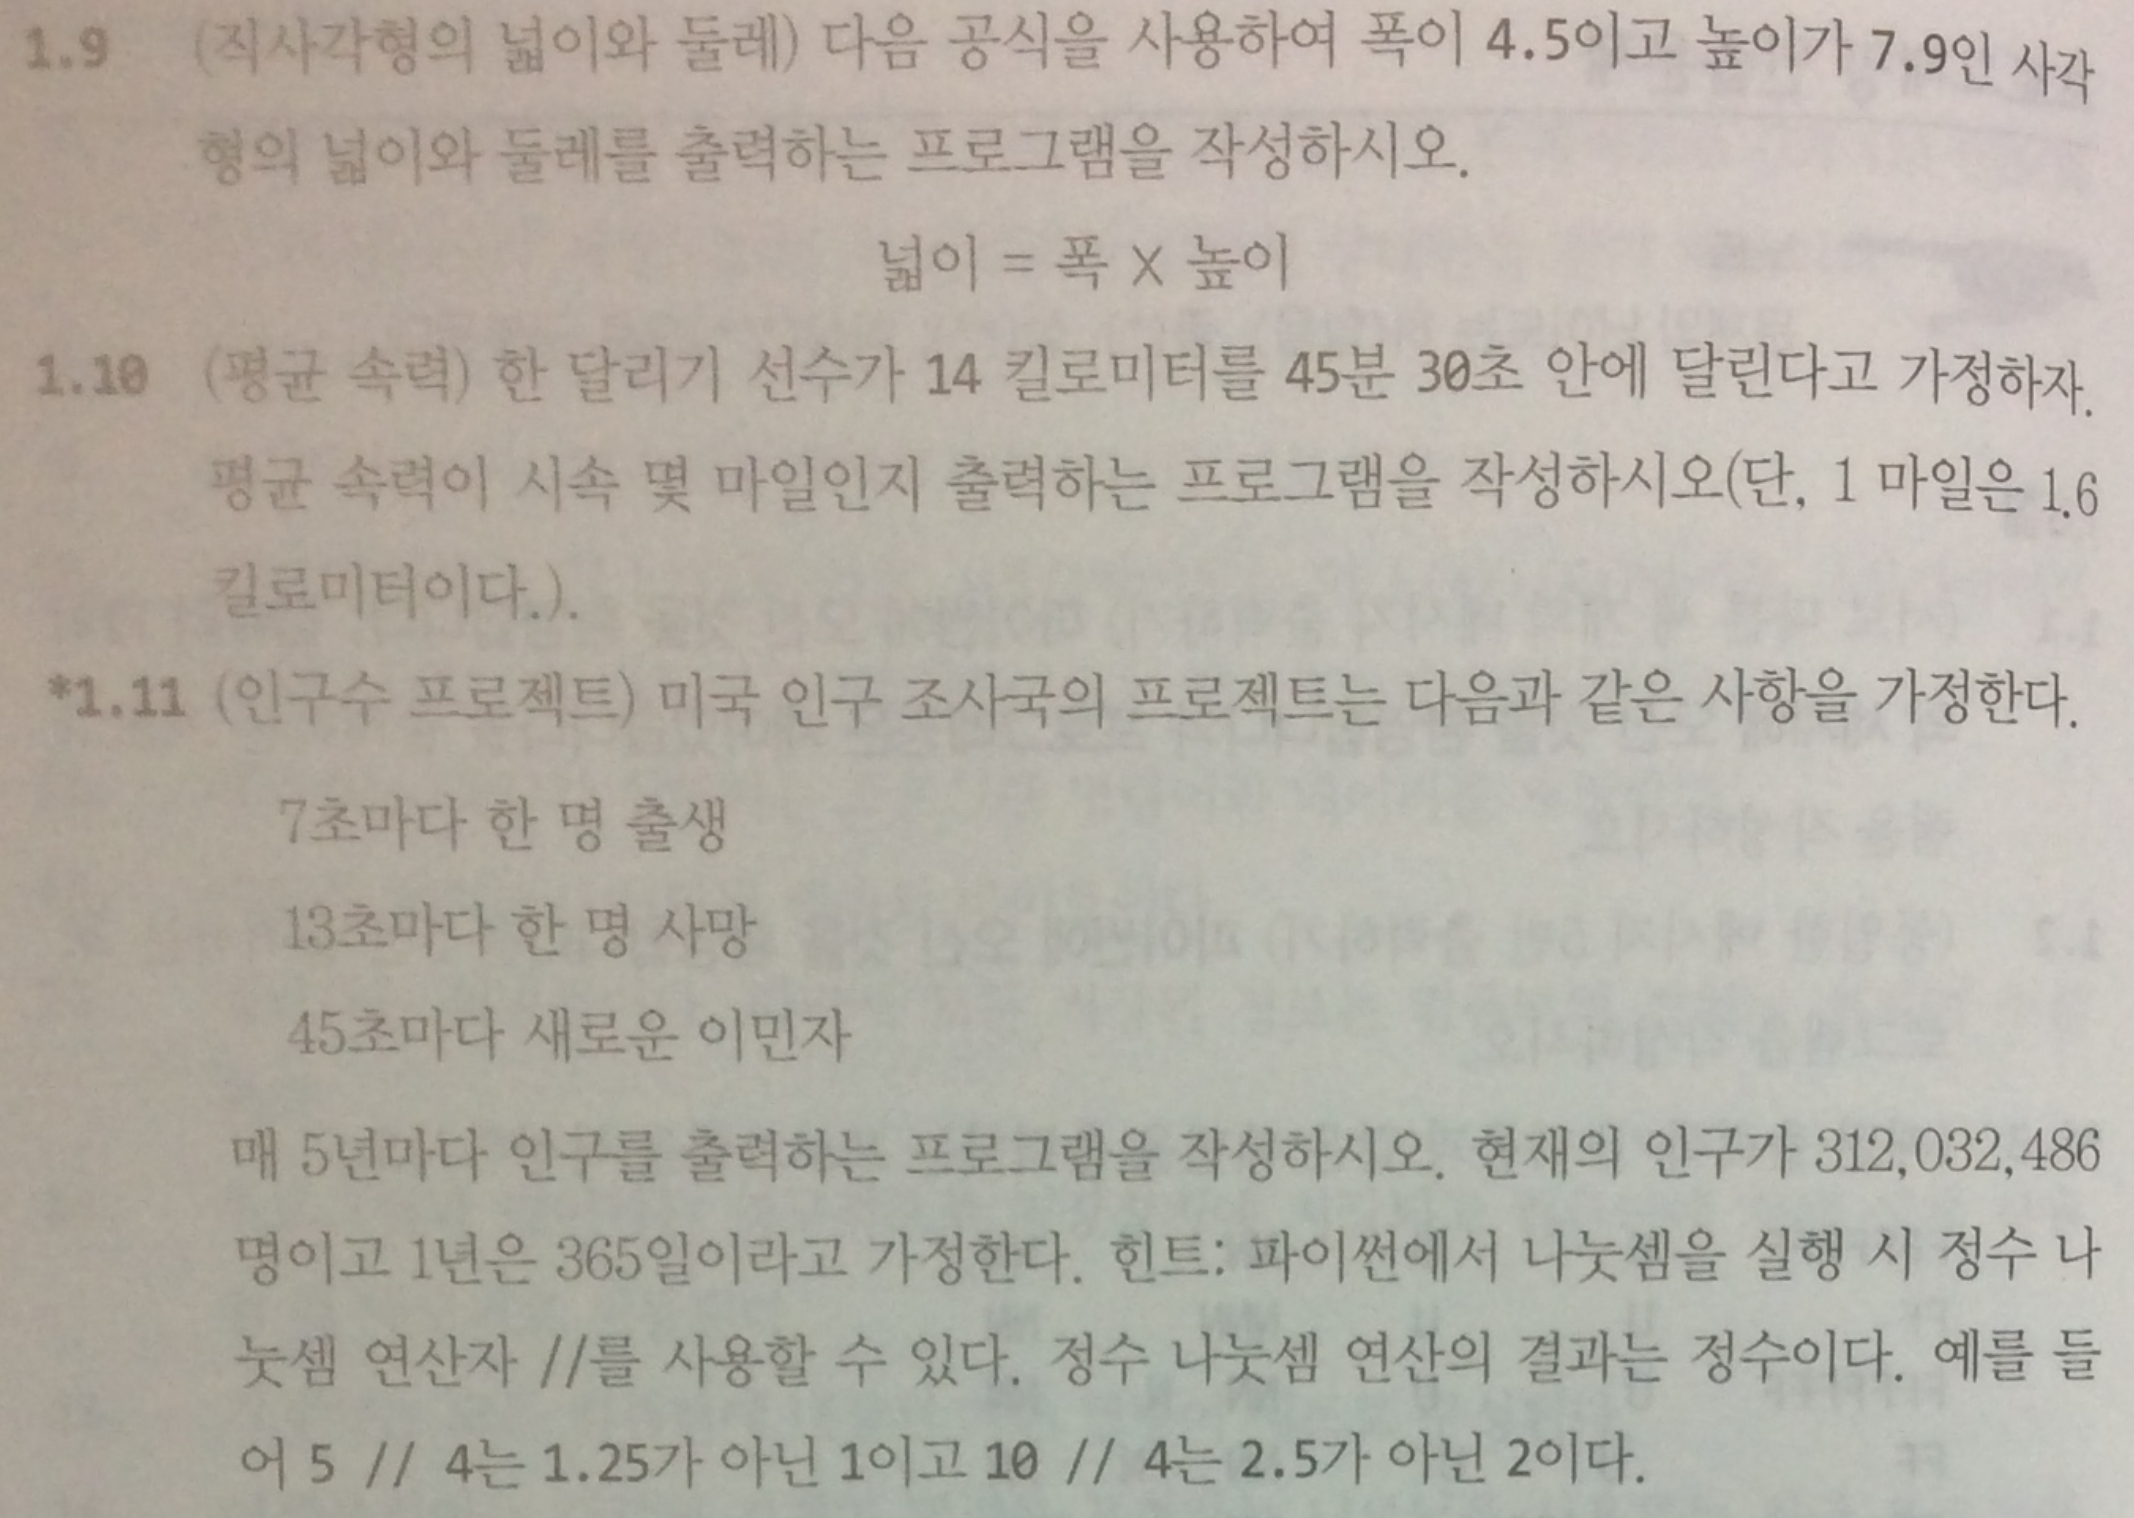 1.9 (직사각형의 넓이와 둘레) 다음 공식을 사용하여 폭이 4.5이고 높이가 7.9인 사각
형의 넓이와 둘레를 출력하는 프로그램을 작성하시오.
넓이 = 폭 X 높이
1.10 (평균 속력) 한 달리기 선수가 14 킬로미터를 45분 30초 안에 달린다고 가정하자.
평균 속력이 시속 몇 마일인지 출력하는 프로그램을 작성하시오(단, 1 마일은 1.6
킬로미터이다.).
*1.11 (인구수 프로젝트) 미국 인구 조사국의 프로젝트는 다음과 같은 사항을 가정한다.
7초마다 한 명 출생
13초마다 한 명 사망
45초마다 새로운 이민자
매 5년마다 인구를 출력하는 프로그램을 작성하시오. 현재의 인구가 312,032,486
명이고 1년은 365일이라고 가정한다. 힌트: 파이썬에서 나눗셈을 실행 시 정수 나
눗셈 연산자 //를 사용할 수 있다. 정수 나눗셈 연산의 결과는 정수이다. 예를 들
어 5 // 4는 1.25가 아닌 1이고 10 // 4는 2.5가 아닌 2이다.